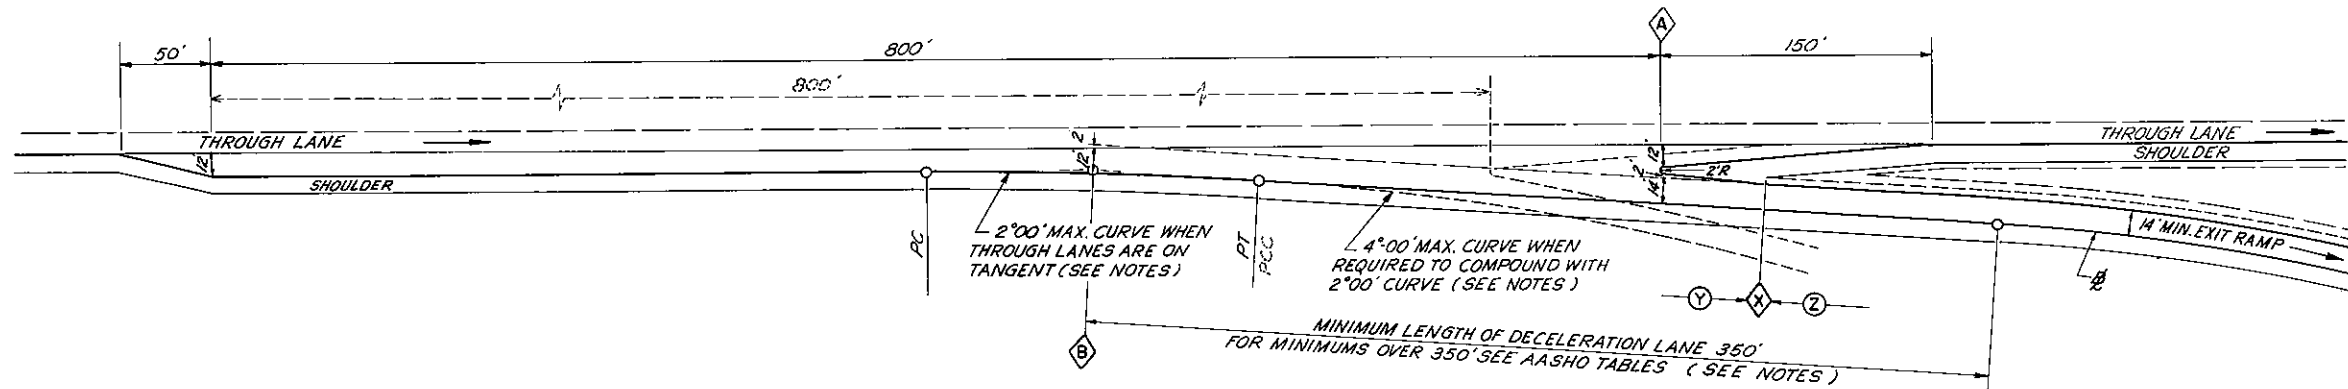 A
50'
800'
150'
800'
THROUGH LANE
THROUGH LANE
SHOULDER
12'
2'
12'
12'
2'
14'
2'R
SHOULDER
PC
2°00' MAX. CURVE WHEN
THROUGH LANES ARE ON
TANGENT (SEE NOTES)
PT
PCC
4°-00' MAX. CURVE WHEN
REQUIRED TO COMPOUND WITH
2°00' CURVE (SEE NOTES)
14' MIN. EXIT RAMP
Y
X
Z
B
MINIMUM LENGTH OF DECELERATION LANE 350'
FOR MINIMUMS OVER 350' SEE AASHO TABLES (SEE NOTES)